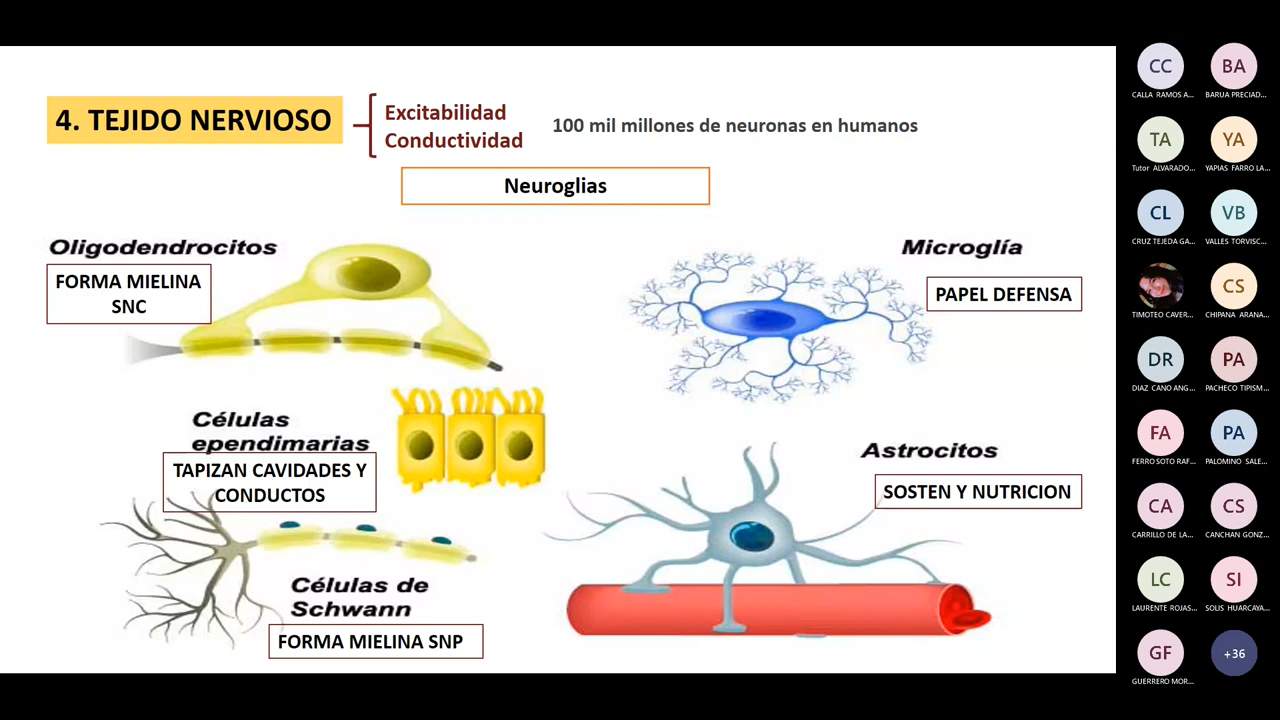 4. TEJIDO NERVIOSO
Excitabilidad
Conductividad
100 mil millones de neuronas en humanos
Neuroglias
Oligodendrocitos
FORMA MIELINA
SNC
Microglía
PAPEL DEFENSA
Células
ependimarias
TAPIZAN CAVIDADES Y
CONDUCTOS
Astrocitos
SOSTEN Y NUTRICION
Células de
Schwann
FORMA MIELINA SNP
CC
BA
CALLA RAMOS A...
BARUA PRECIAD...
TA
YA
Tutor ALVARADO...
YAPIAS FARRO LA...
CL
VB
CRUZ TEJEDA GA...
VALLES TORVISC...
CS
TIMOTEO CAVER...
CHIPANA ARANA...
DR
PA
DIAZ CANO ANG...
PACHECO TIPISM...
FA
PA
FERRO SOTO RAF...
PALOMINO SALE...
CA
CS
CARRILLO DE LA...
CANCHAN GONZ...
LC
SI
LAURENTE ROJAS...
SOLIS HUARCAYA...
GF
+36
GUERRERO MOR...